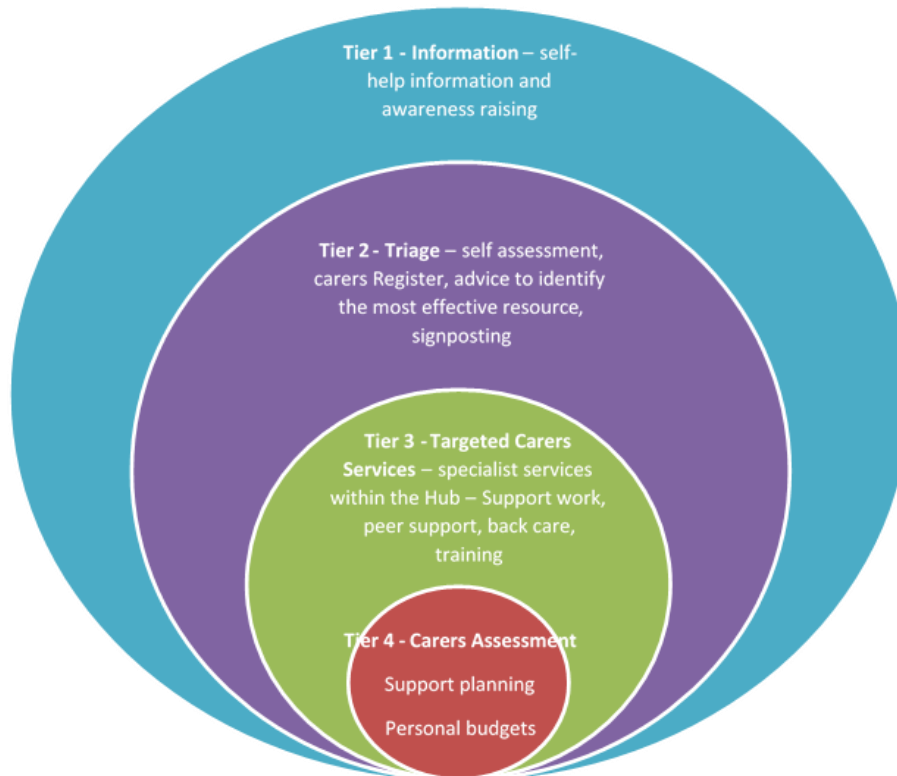 Tier 1 - Information – self-
help information and
awareness raising
Tier 2 - Triage – self assessment,
carers Register, advice to identify
the most effective resource,
signposting
Tier 3 - Targeted Carers
Services – specialist services
within the Hub – Support work,
peer support, back care,
training
Tier 4 - Carers Assessment
Support planning
Personal budgets